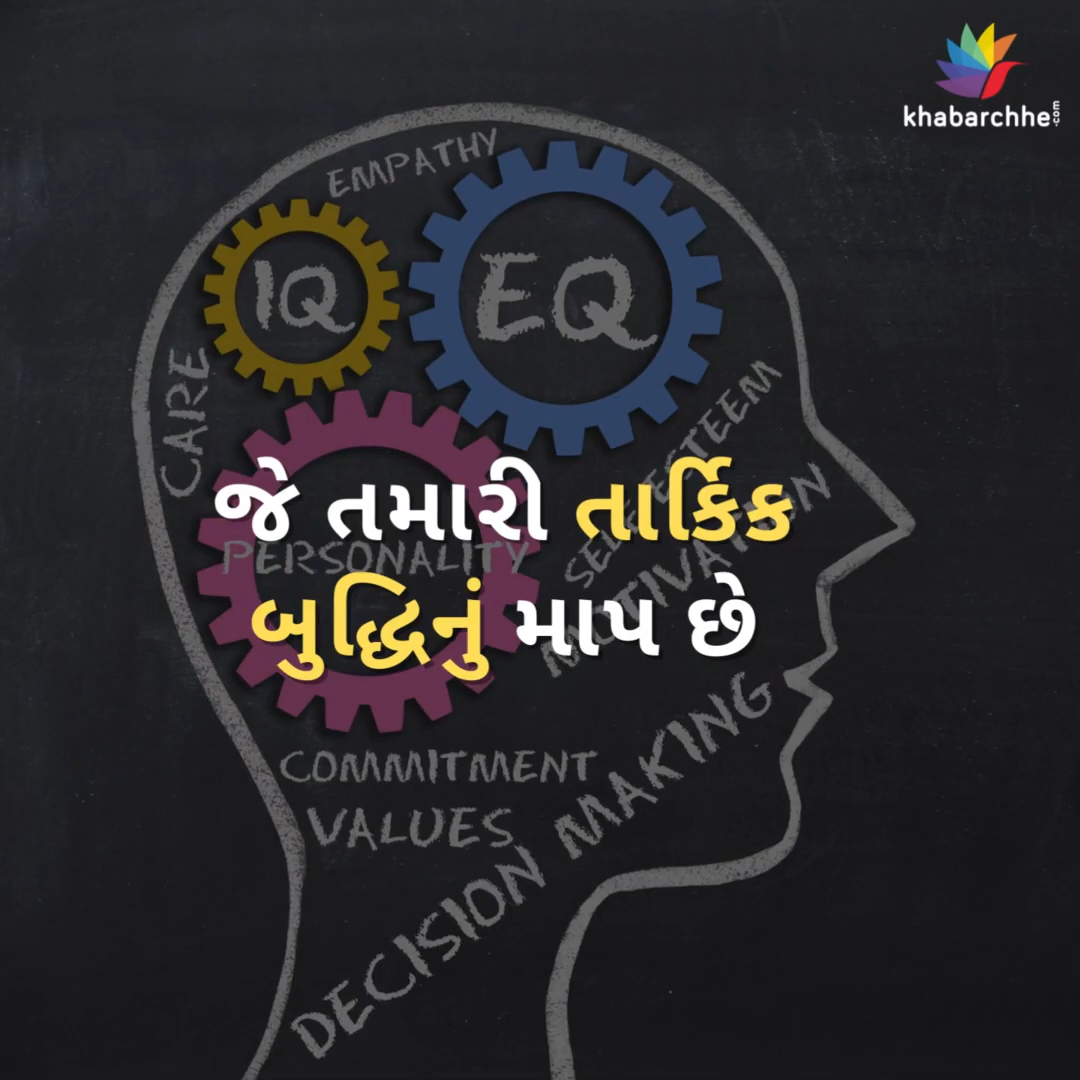 khabarchhe.com
EMPATHY
IQ
EQ
CARE
SELF ESTEEM
MOTIVATION
જે તમારી તાર્કિક
PERSONALITY
બુદ્ધિનું માપ છે
COMMITMENT
VALUES
DECISION MAKING